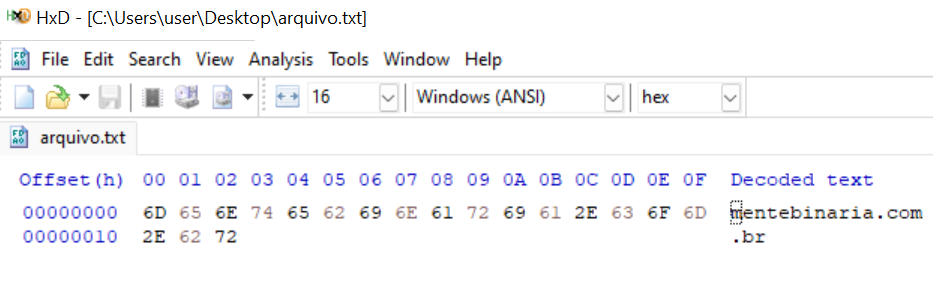 HxD - [C:\Users\user\Desktop\arquivo.txt]
File Edit Search View Analysis Tools Window Help
16 Windows (ANSI) hex
arquivo.txt
Offset(h) 00 01 02 03 04 05 06 07 08 09 0A 0B 0C 0D 0E 0F Decoded text
00000000 6D 65 6E 74 65 62 69 6E 61 72 69 61 2E 63 6F 6D mentebinaria.com
00000010 2E 62 72 .br